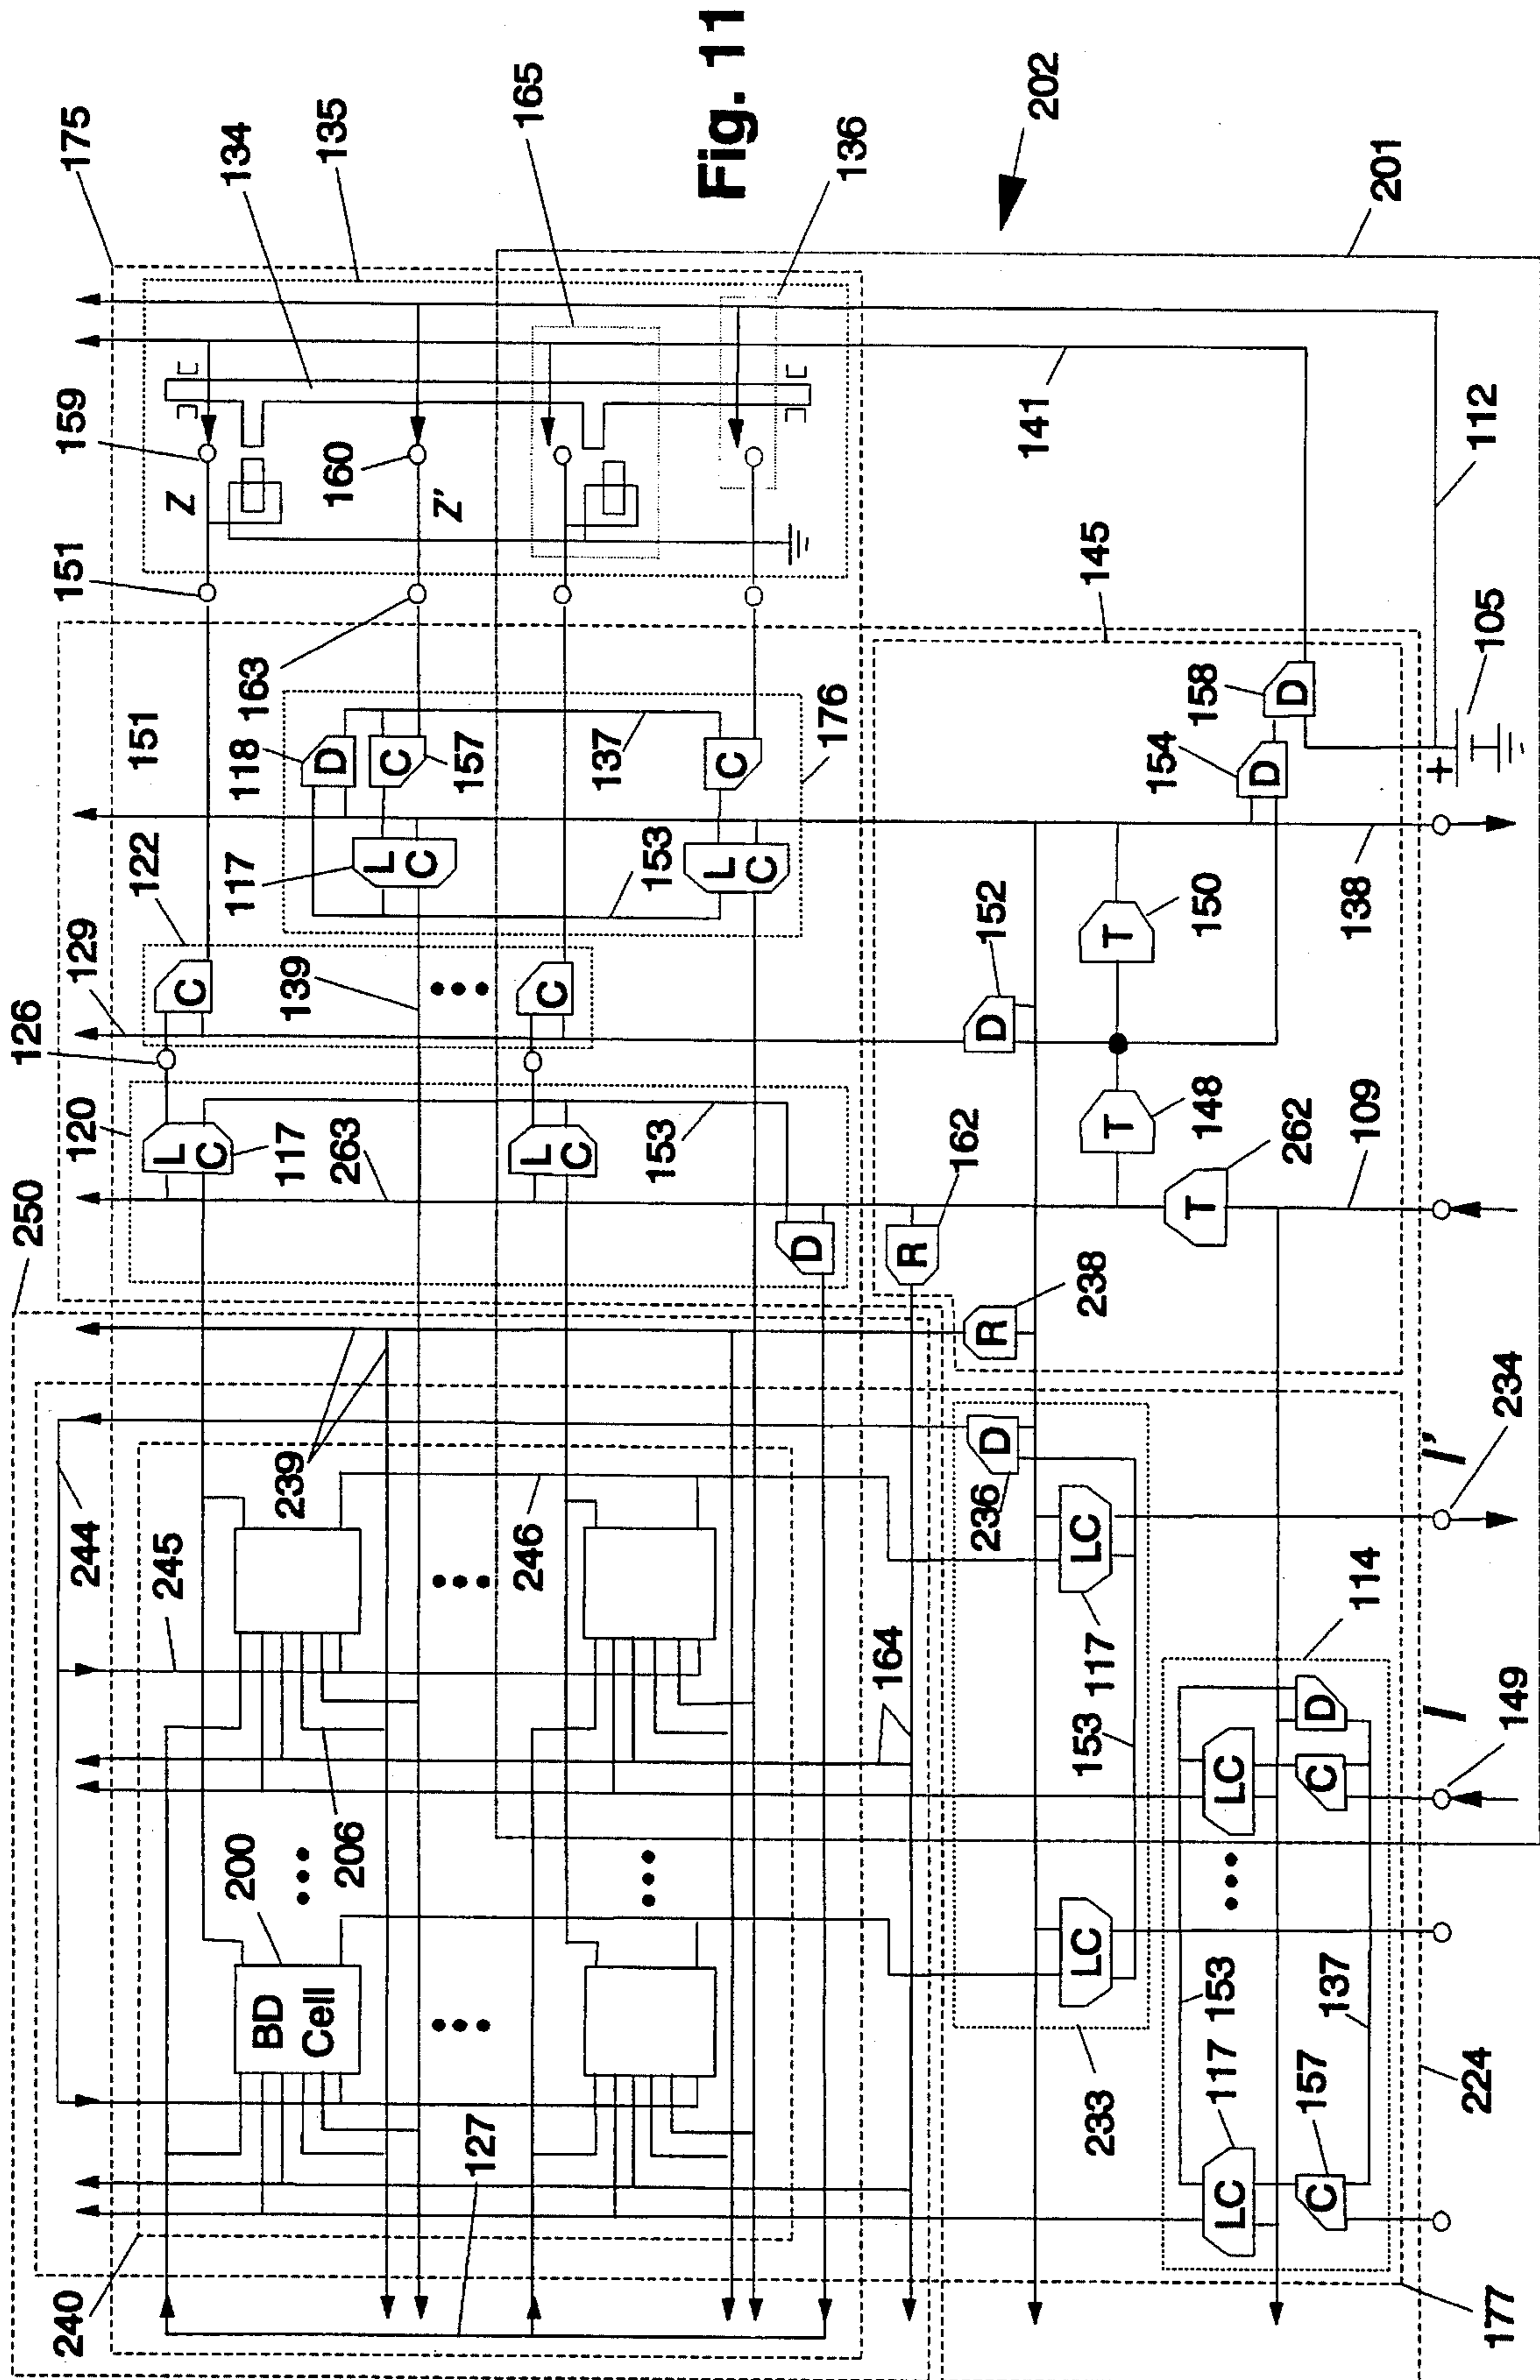 250
126
240
244
120
129
151
175
245
122
151
159
L
C
C
Z
200
117
163
134
BD
Cell
239
117
118
D
160
135
206
263
139
L
C
C
157
Z'
127
246
L
C
C
165
153
153
137
Fig. 11
L
C
C
D
176
136
164
R
162
D
236
D
152
R
238
202
LC
LC
117
141
233
153
T
148
T
150
145
LC
117
153
LC
114
T
262
D
154
D
158
C
157
137
C
D
138
201
177
224
I
149
I'
234
109
+
105
112